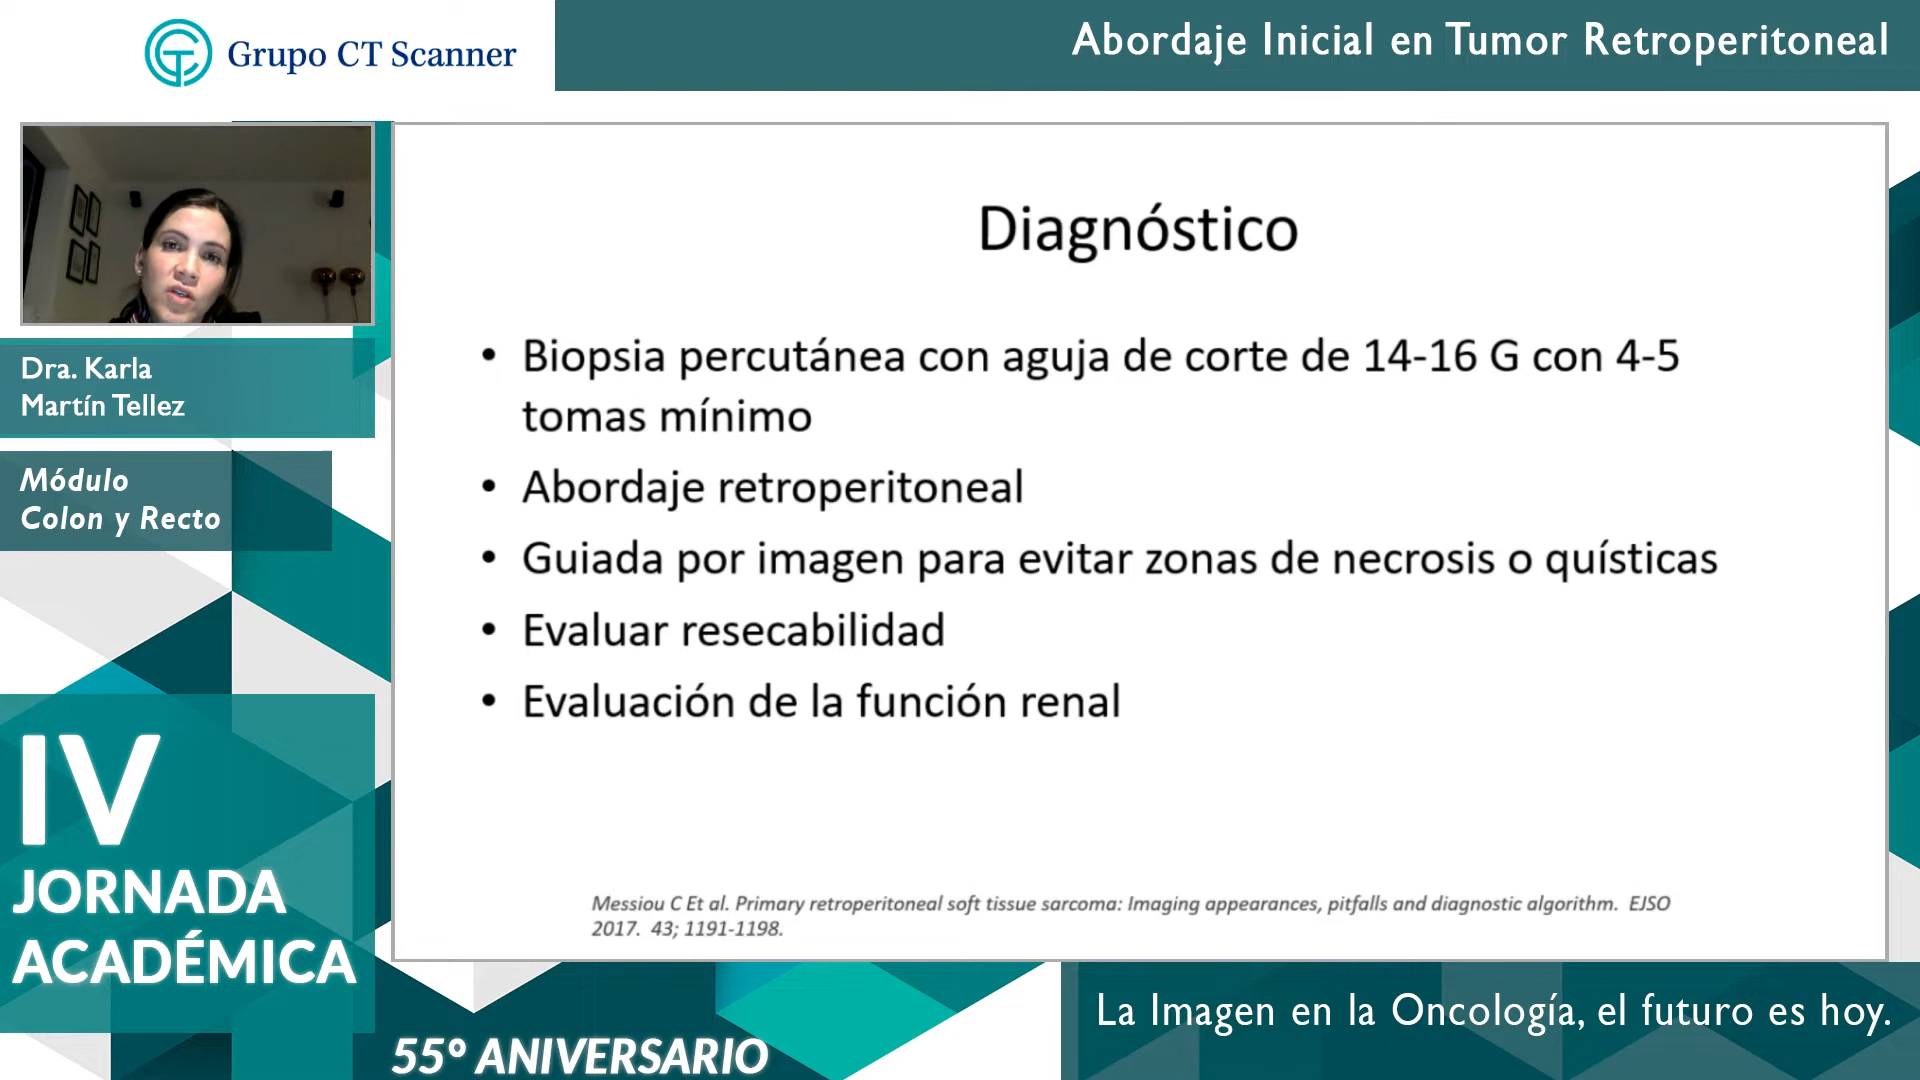 Grupo CT Scanner
Abordaje Inicial en Tumor Retroperitoneal
Dra. Karla
Martín Tellez
Módulo
Colon y Recto
IV
JORNADA
ACADÉMICA
55º ANIVERSARIO
Diagnóstico
• Biopsia percutánea con aguja de corte de 14-16 G con 4-5
tomas mínimo
• Abordaje retroperitoneal
• Guiada por imagen para evitar zonas de necrosis o quísticas
• Evaluar resecabilidad
• Evaluación de la función renal
Messiou C Et al. Primary retroperitoneal soft tissue sarcoma: Imaging appearances, pitfalls and diagnostic algorithm. EJSO
2017. 43; 1191-1198.
La Imagen en la Oncología, el futuro es hoy.